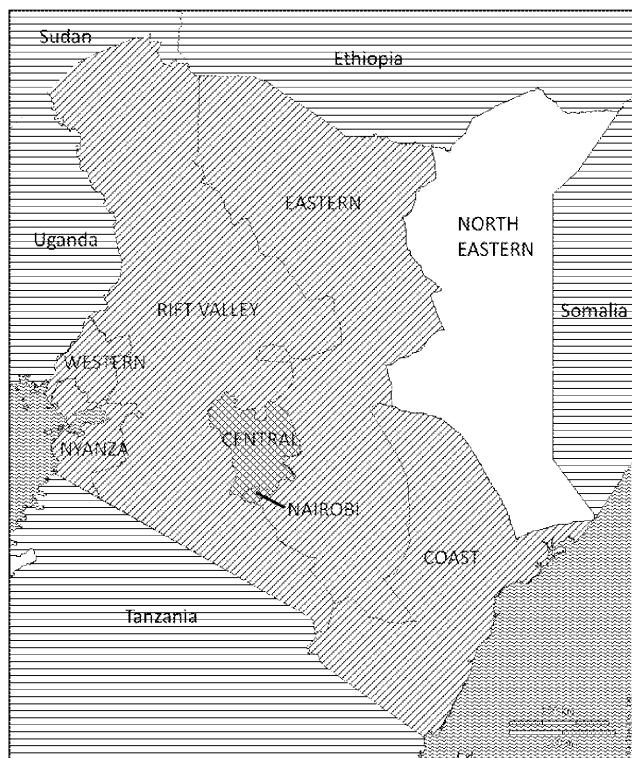 Sudan
Ethiopia
EASTERN
NORTH
EASTERN
Uganda
RIFT VALLEY
Somalia
WESTERN
CENTRAL
NYANZA
NAIROBI
COAST
Tanzania